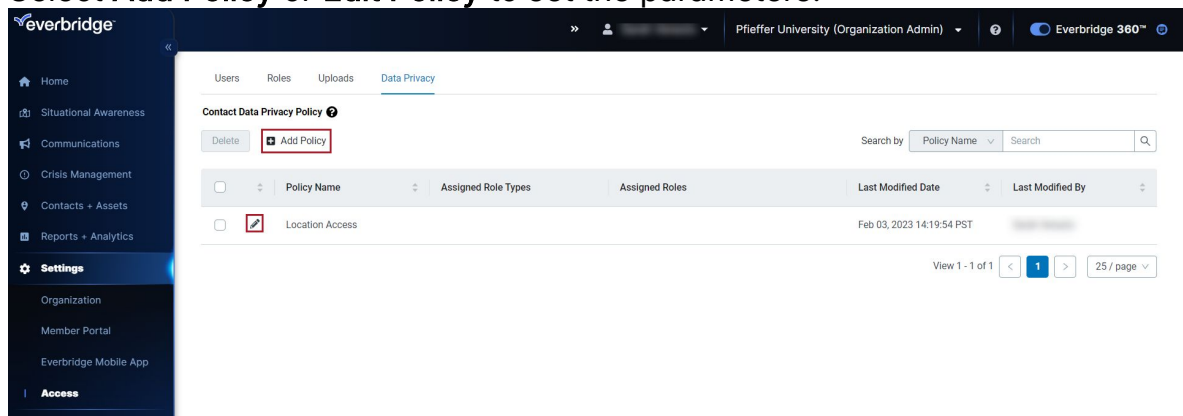 Select Add Policy or Edit Policy to set the parameters.
everbridge
» Pfieffer University (Organization Admin) Everbridge 360™
«
Home
Situational Awareness
Communications
Crisis Management
Contacts + Assets
Reports + Analytics
Settings
Organization
Member Portal
Everbridge Mobile App
Access
Users Roles Uploads Data Privacy
Contact Data Privacy Policy ?
Delete Add Policy Search by Policy Name Search
Policy Name Assigned Role Types Assigned Roles Last Modified Date Last Modified By
Location Access Feb 03, 2023 14:19:54 PST
View 1 - 1 of 1 < 1 > 25 / page